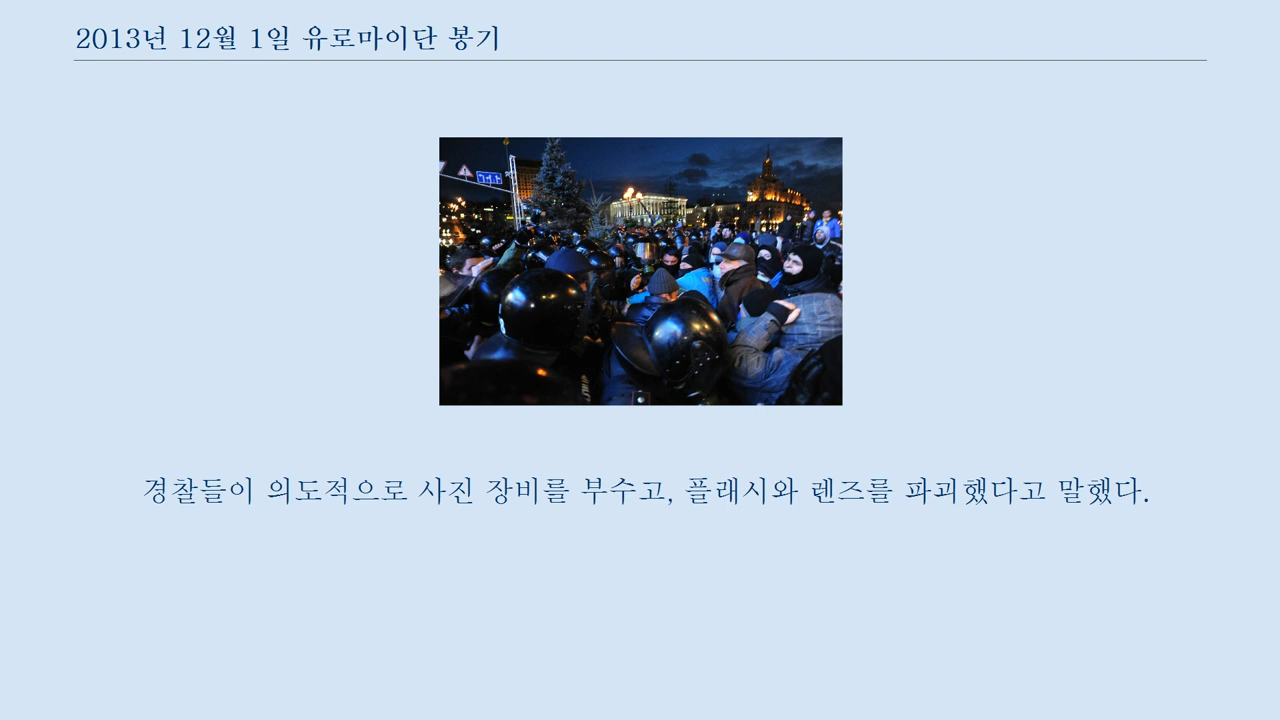 2013년 12월 1일 유로마이단 봉기
경찰들이 의도적으로 사진 장비를 부수고, 플래시와 렌즈를 파괴했다고 말했다.